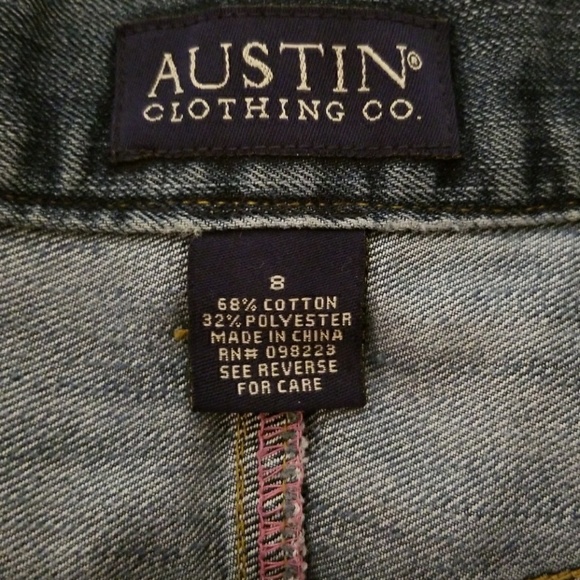 AUSTIN®
CLOTHING CO.
8
68% COTTON
32% POLYESTER
MADE IN CHINA
RN# 098223
SEE REVERSE
FOR CARE